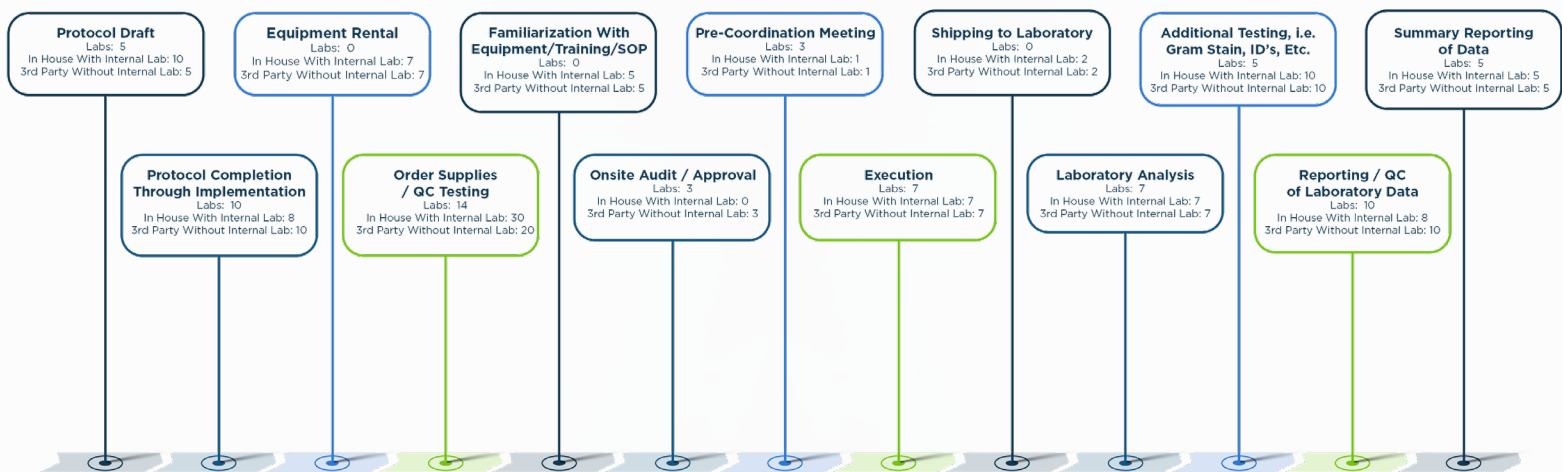 Protocol Draft
Labs: 5
In House With Internal Lab: 10
3rd Party Without Internal Lab: 5
Protocol Completion
Through Implementation
Labs: 10
In House With Internal Lab: 8
3rd Party Without Internal Lab: 10
Equipment Rental
Labs: 0
In House With Internal Lab: 7
3rd Party Without Internal Lab: 7
Order Supplies
/ QC Testing
Labs: 14
In House With Internal Lab: 30
3rd Party Without Internal Lab: 20
Familiarization With
Equipment/Training/SOP
Labs: 0
In House With Internal Lab: 5
3rd Party Without Internal Lab: 5
Onsite Audit / Approval
Labs: 3
In House With Internal Lab: 0
3rd Party Without Internal Lab: 3
Pre-Coordination Meeting
Labs: 3
In House With Internal Lab: 1
3rd Party Without Internal Lab: 1
Execution
Labs: 7
In House With Internal Lab: 7
3rd Party Without Internal Lab: 7
Shipping to Laboratory
Labs: 0
In House With Internal Lab: 2
3rd Party Without Internal Lab: 2
Laboratory Analysis
Labs: 7
In House With Internal Lab: 7
3rd Party Without Internal Lab: 7
Additional Testing, i.e.
Gram Stain, ID's, Etc.
Labs: 5
In House With Internal Lab: 10
3rd Party Without Internal Lab: 10
Reporting / QC
of Laboratory Data
Labs: 10
In House With Internal Lab: 8
3rd Party Without Internal Lab: 10
Summary Reporting
of Data
Labs: 5
In House With Internal Lab: 5
3rd Party Without Internal Lab: 5